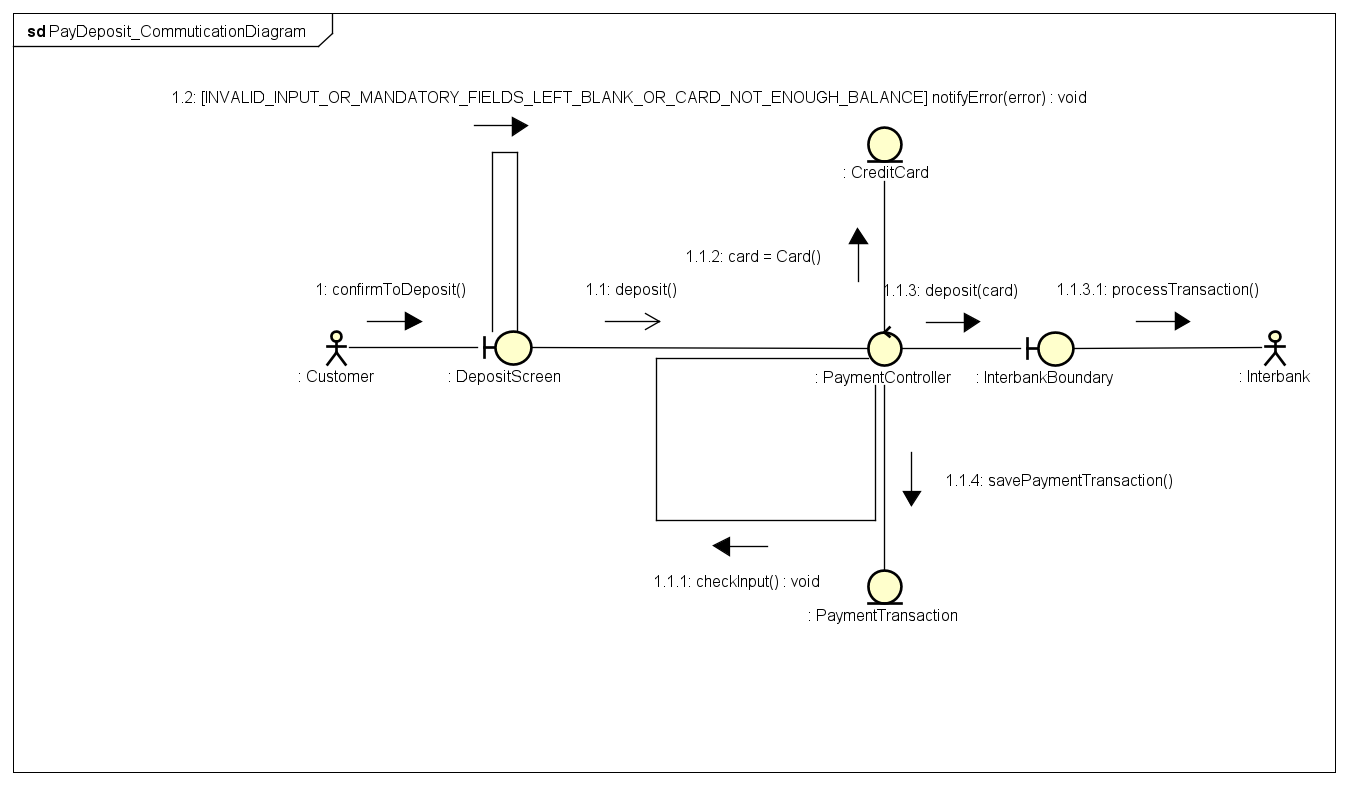 sd PayDeposit_CommuticationDiagram
1.2: [INVALID_INPUT_OR_MANDATORY_FIELDS_LEFT_BLANK_OR_CARD_NOT_ENOUGH_BALANCE] notifyError(error) : void
: CreditCard
1.1.2: card = Card()
1: confirmToDeposit()
1.1: deposit()
1.1.3: deposit(card)
1.1.3.1: processTransaction()
: Customer
: DepositScreen
: PaymentController
: InterbankBoundary
: Interbank
1.1.4: savePaymentTransaction()
1.1.1: checkInput() : void
: PaymentTransaction